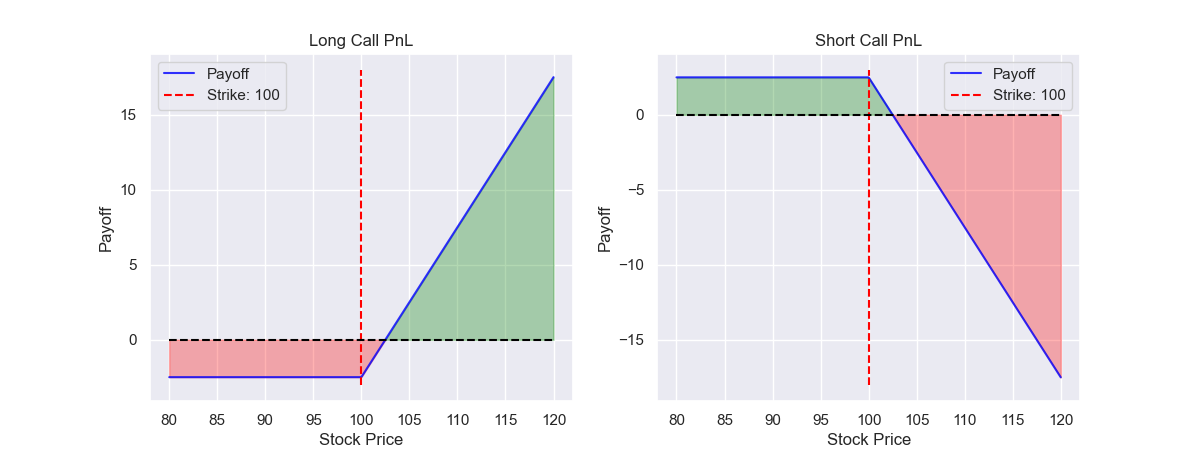 Long Call PnL
Payoff
Strike: 100
15
10
5
0
Payoff
80 85 90 95 100 105 110 115 120
Stock Price
Short Call PnL
Payoff
Strike: 100
0
−5
−10
−15
Payoff
80 85 90 95 100 105 110 115 120
Stock Price